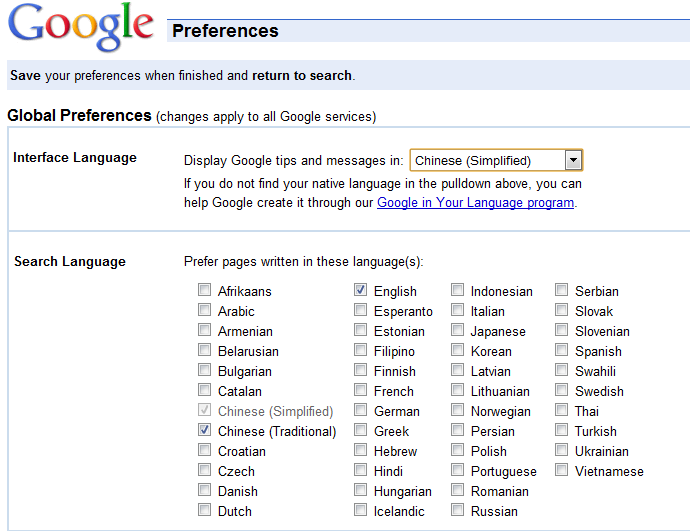 Google Preferences
Save your preferences when finished and return to search.
Global Preferences (changes apply to all Google services)
Interface Language Display Google tips and messages in: Chinese (Simplified)
If you do not find your native language in the pulldown above, you can
help Google create it through our Google in Your Language program.
Search Language Prefer pages written in these language(s):
Afrikaans English Indonesian Serbian
Arabic Esperanto Italian Slovak
Armenian Estonian Japanese Slovenian
Belarusian Filipino Korean Spanish
Bulgarian Finnish Latvian Swahili
Catalan French Lithuanian Swedish
Chinese (Simplified) German Norwegian Thai
Chinese (Traditional) Greek Persian Turkish
Croatian Hebrew Polish Ukrainian
Czech Hindi Portuguese Vietnamese
Danish Hungarian Romanian
Dutch Icelandic Russian